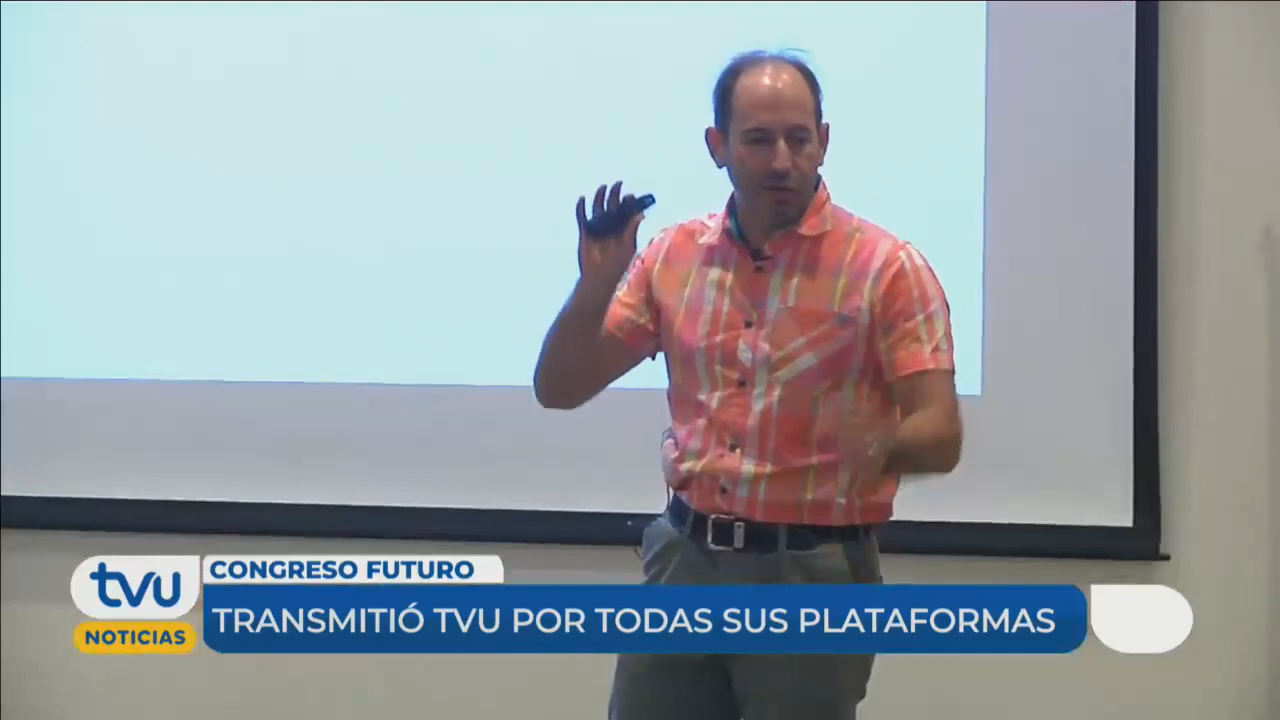 CONGRESO FUTURO
tvu
TRANSMITIÓ TVU POR TODAS SUS PLATAFORMAS
NOTICIAS